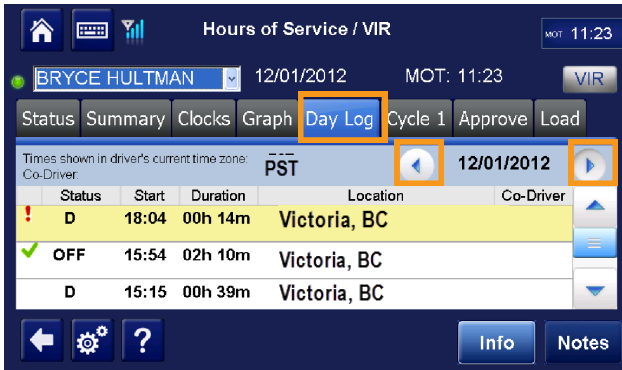 Hours of Service / VIR
MOT 11:23
BRYCE HULTMAN 12/01/2012 MOT: 11:23 VIR
Status Summary Clocks Graph Day Log Cycle 1 Approve Load
Times shown in driver's current time zone: PST 12/01/2012
Co-Driver:
Status Start Duration Location Co-Driver
! D 18:04 00h 14m Victoria, BC
OFF 15:54 02h 10m Victoria, BC
D 15:15 00h 39m Victoria, BC
? Info Notes